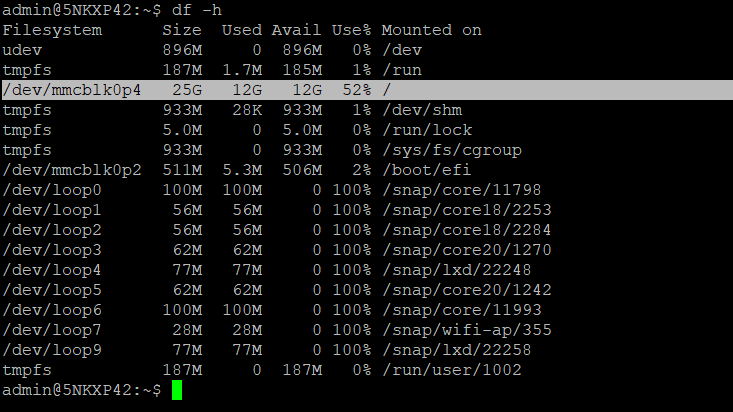 admin@5NKXP42:~$ df -h
Filesystem      Size  Used Avail Use% Mounted on
udev            896M     0  896M   0% /dev
tmpfs           187M  1.7M  185M   1% /run
/dev/mmcblk0p4   25G   12G   12G  52% /
tmpfs           933M   28K  933M   1% /dev/shm
tmpfs           5.0M     0  5.0M   0% /run/lock
tmpfs           933M     0  933M   0% /sys/fs/cgroup
/dev/mmcblk0p2  511M  5.3M  506M   2% /boot/efi
/dev/loop0      100M  100M     0 100% /snap/core/11798
/dev/loop1       56M   56M     0 100% /snap/core18/2253
/dev/loop2       56M   56M     0 100% /snap/core18/2284
/dev/loop3       62M   62M     0 100% /snap/core20/1270
/dev/loop4       77M   77M     0 100% /snap/lxd/22248
/dev/loop5       62M   62M     0 100% /snap/core20/1242
/dev/loop6      100M  100M     0 100% /snap/core/11993
/dev/loop7       28M   28M     0 100% /snap/wifi-ap/355
/dev/loop9       77M   77M     0 100% /snap/lxd/22258
tmpfs           187M     0  187M   0% /run/user/1002
admin@5NKXP42:~$